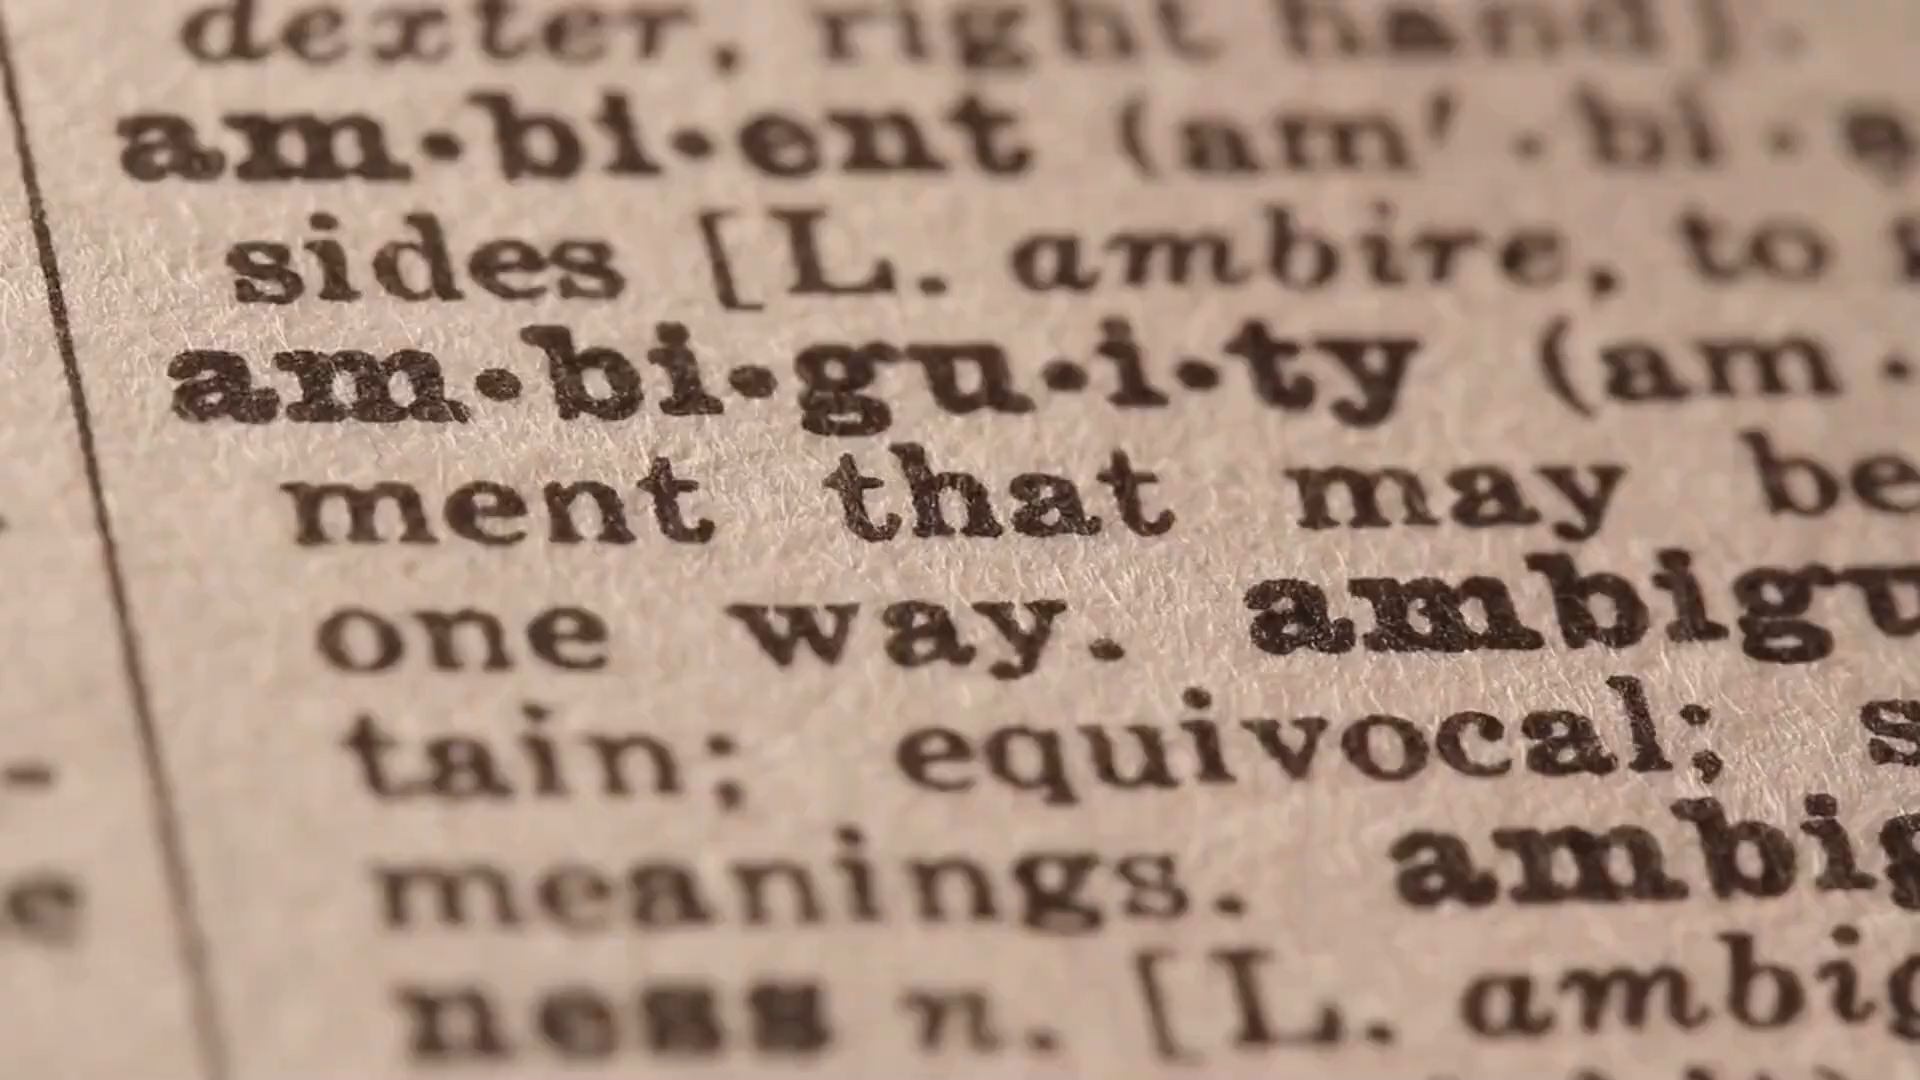 dexter, right hand].
am•bi•ent (am' · bi ·
sides [L. ambire, to
am•bi•gu•i•ty (am ·
ment that may be
one way. ambigu
tain; equivocal; s
meanings. ambig
ness n. [L. ambig